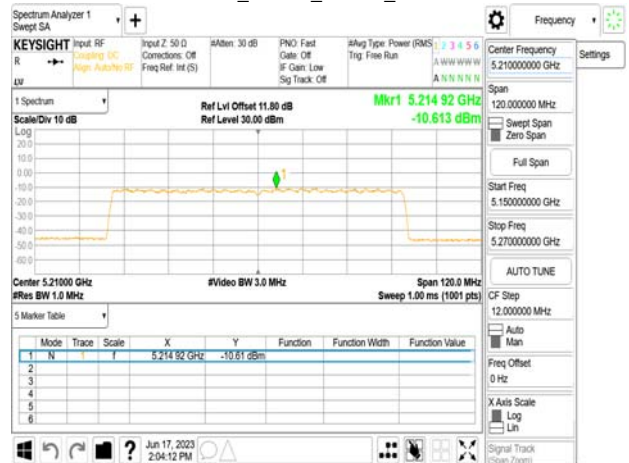 Spectrum Analyzer 1
Swept SA
+
Frequency
KEYSIGHT
Input: RF
Coupling: DC
Align: Auto/No RF
Input Z: 50 Ω
Corrections: Off
Freq Ref: Int (S)
#Atten: 30 dB
PNO: Fast
Gate: Off
IF Gain: Low
Sig Track: Off
#Avg Type: Power (RMS
Trig: Free Run
1 2 3 4 5 6
A W W W W W
A N N N N N
R
Center Frequency
5.210000000 GHz
Settings
Span
120.000000 MHz
Swept Span
Zero Span
Full Span
Start Freq
5.150000000 GHz
Stop Freq
5.270000000 GHz
AUTO TUNE
CF Step
12.000000 MHz
Auto
Man
Freq Offset
0 Hz
X Axis Scale
Log
Lin
Signal Track
(Span Zoom)
1 Spectrum
Scale/Div 10 dB
Log
Ref Lvl Offset 11.80 dB
Ref Level 30.00 dBm
Mkr1 5.214 92 GHz
-10.613 dBm
20.0
10.0
0.00
-10.0
-20.0
-30.0
-40.0
-50.0
-60.0
1
Center 5.21000 GHz
#Res BW 1.0 MHz
#Video BW 3.0 MHz
Span 120.0 MHz
Sweep 1.00 ms (1001 pts)
5 Marker Table
Mode Trace Scale X Y Function Function Width Function Value
1 N 1 f 5.214 92 GHz -10.61 dBm
2
3
4
5
6
?
Jun 17, 2023
2:04:12 PM